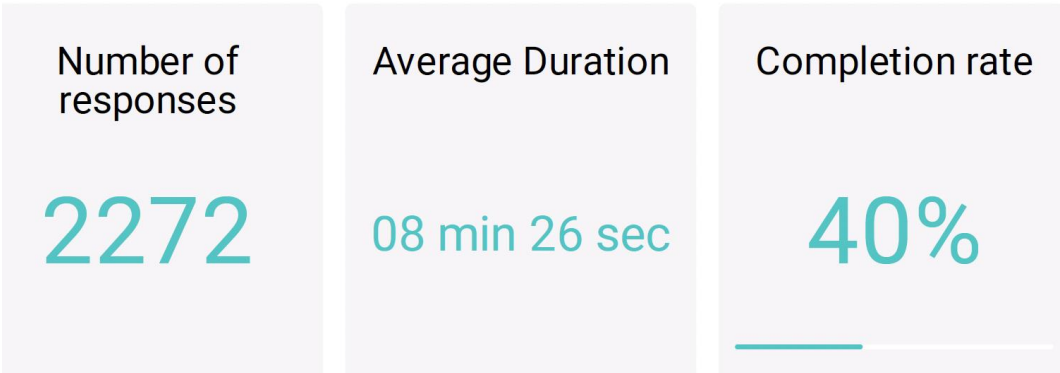 Number of
responses
2272
Average Duration
08 min 26 sec
Completion rate
40%